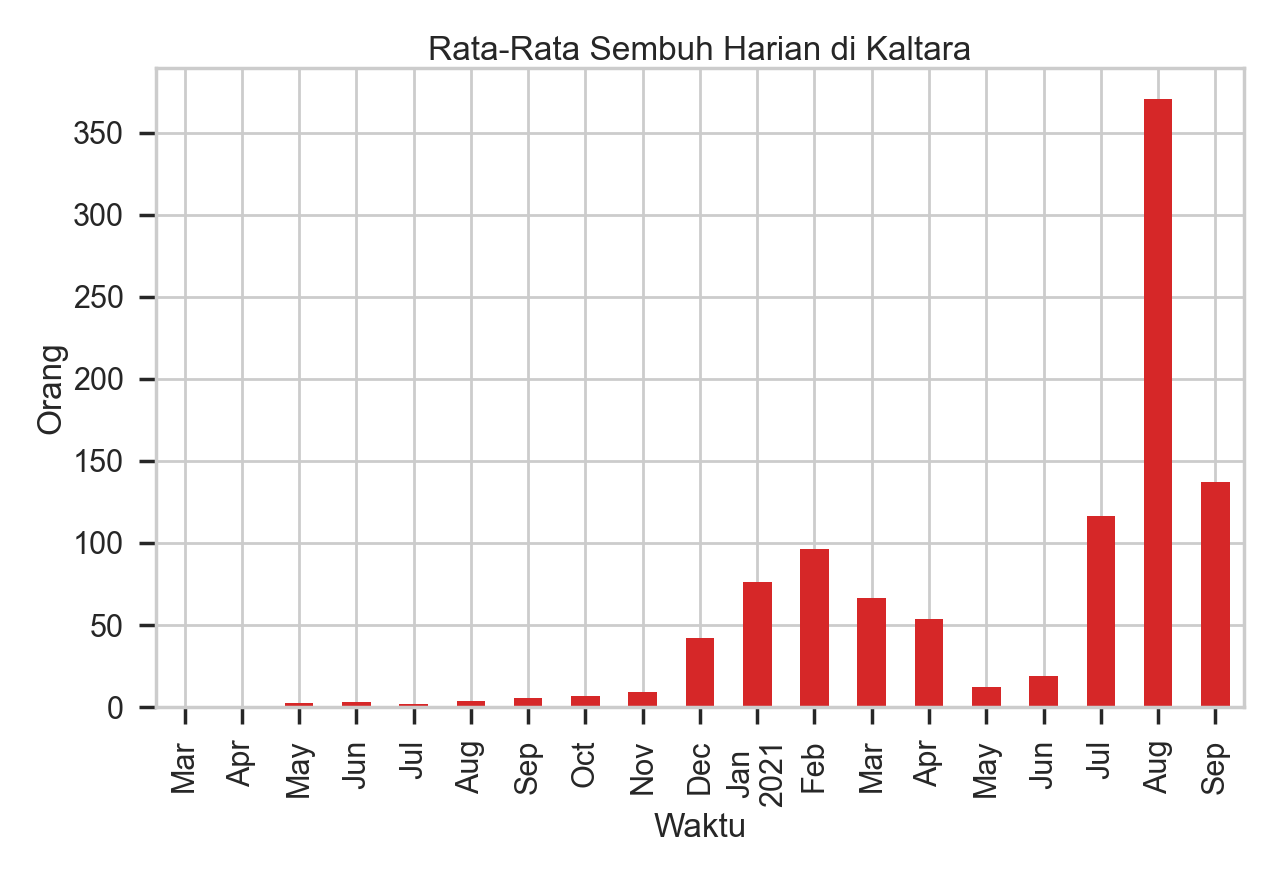 Rata-Rata Sembuh Harian di Kaltara
350
300
250
200
150
100
50
0
Orang
Mar
Apr
May
Jun
Jul
Aug
Sep
Oct
Nov
Dec
Jan
2021
Feb
Mar
Apr
May
Jun
Jul
Aug
Sep
Waktu